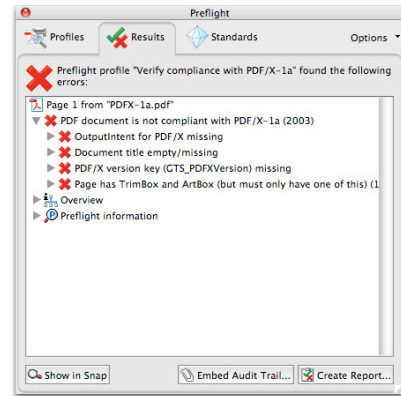 Preflight
Profiles
Results
Standards
Options
Preflight profile "Verify compliance with PDF/X-1a" found the following
errors:
Page 1 from "PDFX-1a.pdf"
PDF document is not compliant with PDF/X-1a (2003)
OutputIntent for PDF/X missing
Document title empty/missing
PDF/X version key (GTS_PDFXVersion) missing
Page has TrimBox and ArtBox (but must only have one of this) (1
Overview
Preflight information
Show in Snap
Embed Audit Trail...
Create Report...